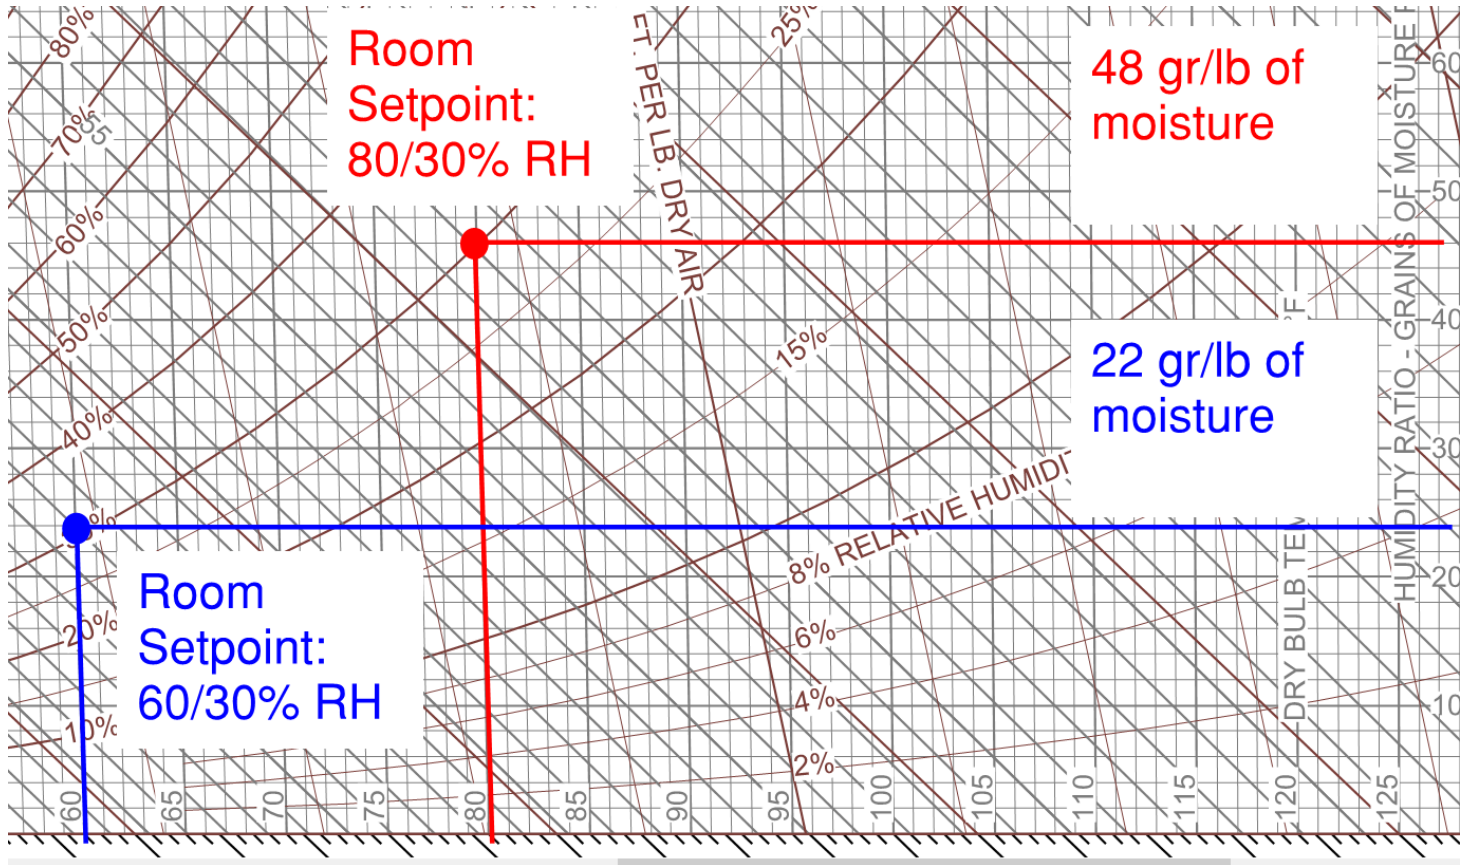 80%
Room
Setpoint:
80/30% RH
FT. PER LB. DRY AIR
25%
48 gr/lb of
moisture
60
70%
55
50
60%
50%
15%
°F
40
22 gr/lb of
moisture
HUMIDITY RATIO - GRAINS OF MOISTURE
40%
30
8% RELATIVE HUMIDI
Room
Setpoint:
60/30% RH
20
20%
6%
DRY BULB TEM
4%
10
10%
2%
60
65
70
75
80
85
90
95
100
105
110
115
120
125